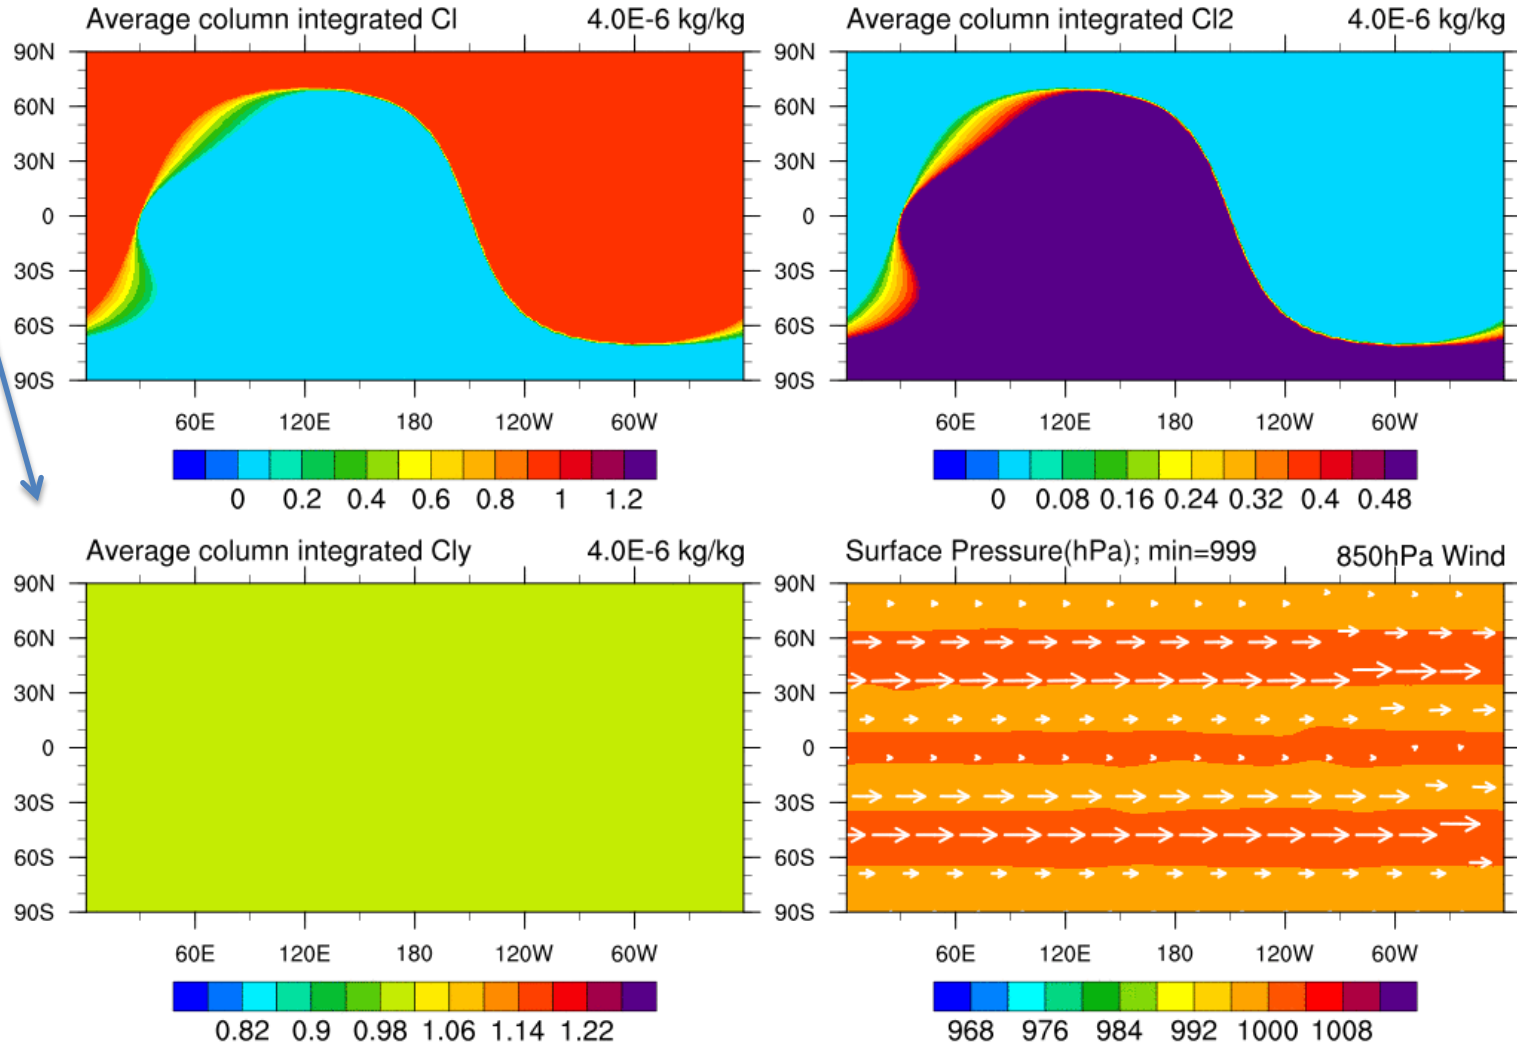 Average column integrated Cl 4.0E-6 kg/kg
90N
60N
30N
0
30S
60S
90S
60E 120E 180 120W 60W
0 0.2 0.4 0.6 0.8 1 1.2
Average column integrated Cl2 4.0E-6 kg/kg
90N
60N
30N
0
30S
60S
90S
60E 120E 180 120W 60W
0 0.08 0.16 0.24 0.32 0.4 0.48
Average column integrated Cly 4.0E-6 kg/kg
90N
60N
30N
0
30S
60S
90S
60E 120E 180 120W 60W
0.82 0.9 0.98 1.06 1.14 1.22
Surface Pressure(hPa); min=999 850hPa Wind
90N
60N
30N
0
30S
60S
90S
60E 120E 180 120W 60W
968 976 984 992 1000 1008